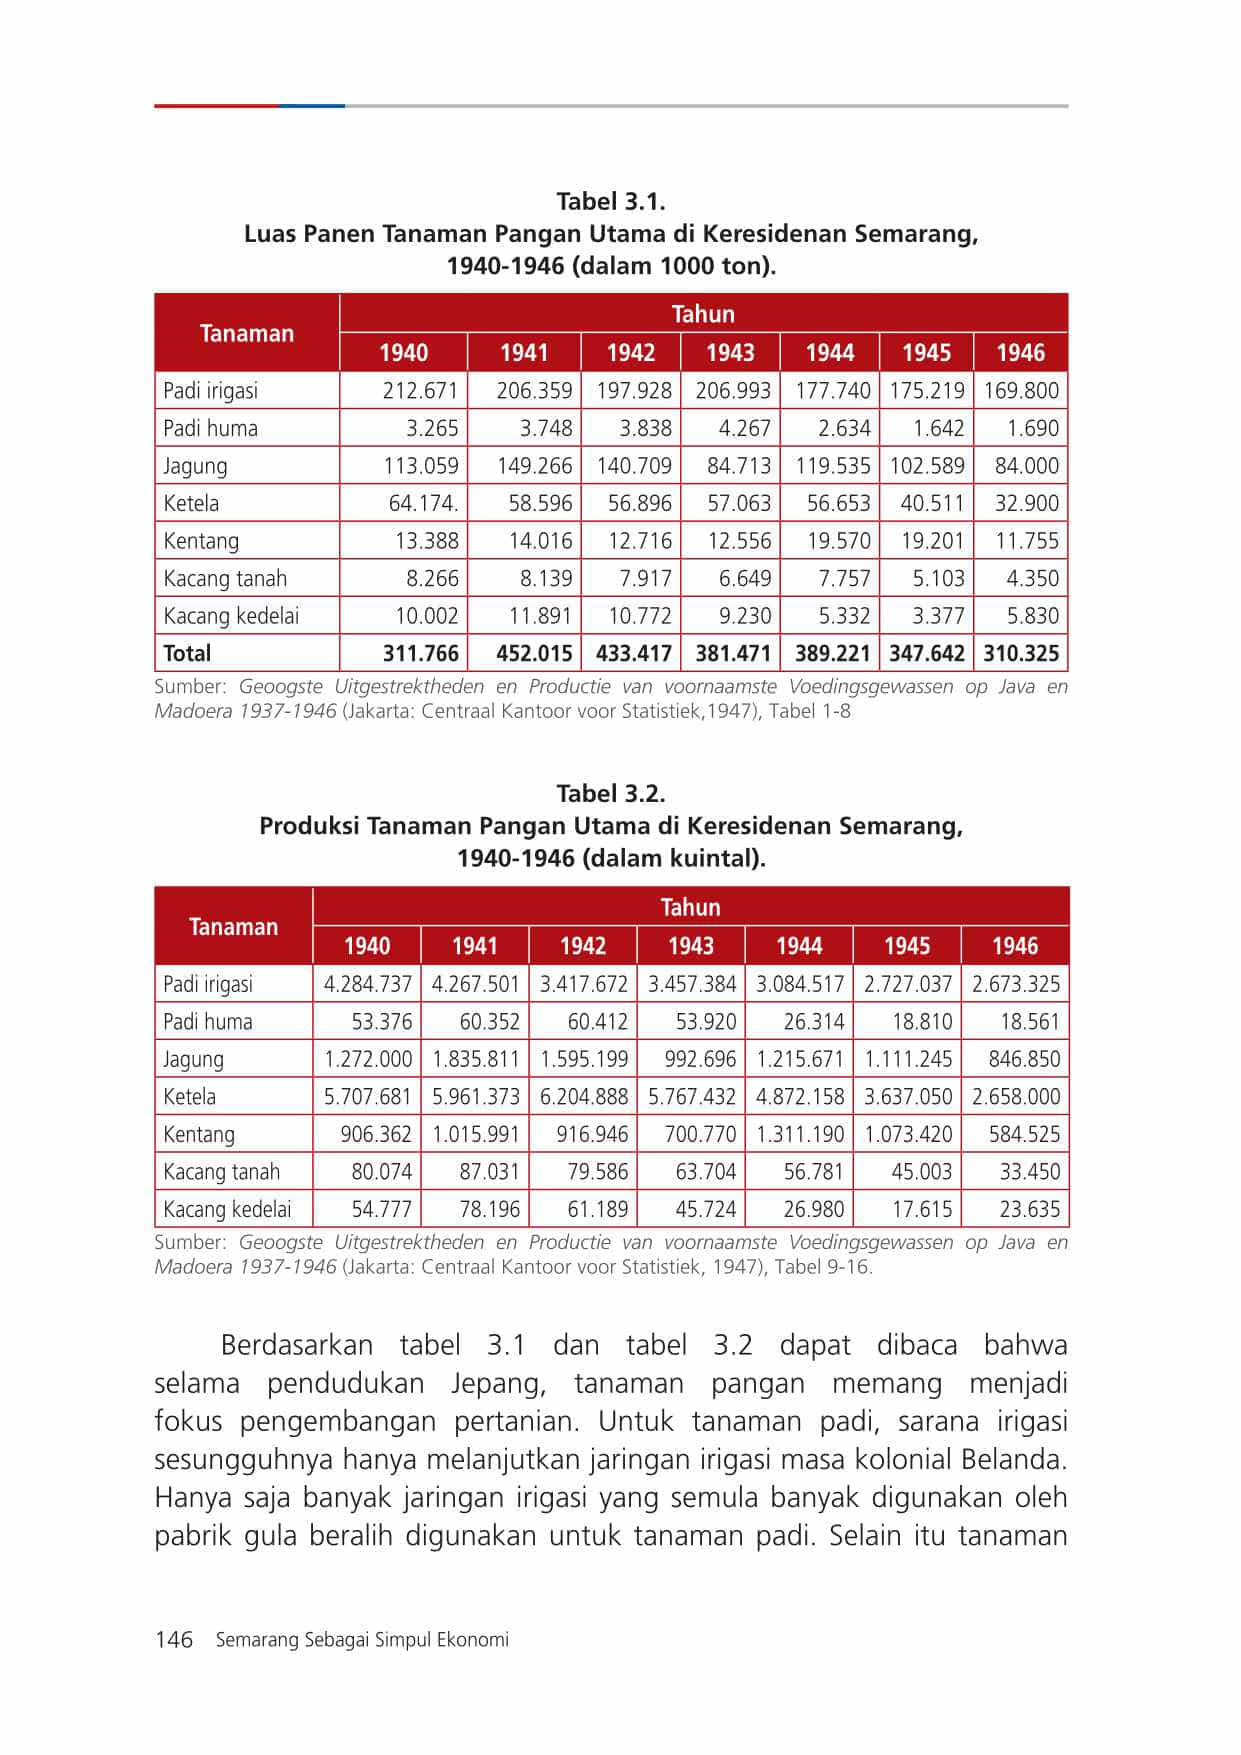 Tabel 3.1.
Luas Panen Tanaman Pangan Utama di Keresidenan Semarang,
1940-1946 (dalam 1000 ton).
Tanaman Tahun
1940 1941 1942 1943 1944 1945 1946
Padi irigasi 212.671 206.359 197.928 206.993 177.740 175.219 169.800
Padi huma 3.265 3.748 3.838 4.267 2.634 1.642 1.690
Jagung 113.059 149.266 140.709 84.713 119.535 102.589 84.000
Ketela 64.174. 58.596 56.896 57.063 56.653 40.511 32.900
Kentang 13.388 14.016 12.716 12.556 19.570 19.201 11.755
Kacang tanah 8.266 8.139 7.917 6.649 7.757 5.103 4.350
Kacang kedelai 10.002 11.891 10.772 9.230 5.332 3.377 5.830
Total 311.766 452.015 433.417 381.471 389.221 347.642 310.325
Sumber: Geoogste Uitgestrektheden en Productie van voornaamste Voedingsgewassen op Java en
Madoera 1937-1946 (Jakarta: Centraal Kantoor voor Statistiek,1947), Tabel 1-8
Tabel 3.2.
Produksi Tanaman Pangan Utama di Keresidenan Semarang,
1940-1946 (dalam kuintal).
Tanaman Tahun
1940 1941 1942 1943 1944 1945 1946
Padi irigasi 4.284.737 4.267.501 3.417.672 3.457.384 3.084.517 2.727.037 2.673.325
Padi huma 53.376 60.352 60.412 53.920 26.314 18.810 18.561
Jagung 1.272.000 1.835.811 1.595.199 992.696 1.215.671 1.111.245 846.850
Ketela 5.707.681 5.961.373 6.204.888 5.767.432 4.872.158 3.637.050 2.658.000
Kentang 906.362 1.015.991 916.946 700.770 1.311.190 1.073.420 584.525
Kacang tanah 80.074 87.031 79.586 63.704 56.781 45.003 33.450
Kacang kedelai 54.777 78.196 61.189 45.724 26.980 17.615 23.635
Sumber: Geoogste Uitgestrektheden en Productie van voornaamste Voedingsgewassen op Java en
Madoera 1937-1946 (Jakarta: Centraal Kantoor voor Statistiek, 1947), Tabel 9-16.
Berdasarkan tabel 3.1 dan tabel 3.2 dapat dibaca bahwa
selama pendudukan Jepang, tanaman pangan memang menjadi
fokus pengembangan pertanian. Untuk tanaman padi, sarana irigasi
sesungguhnya hanya melanjutkan jaringan irigasi masa kolonial Belanda.
Hanya saja banyak jaringan irigasi yang semula banyak digunakan oleh
pabrik gula beralih digunakan untuk tanaman padi. Selain itu tanaman
146 Semarang Sebagai Simpul Ekonomi